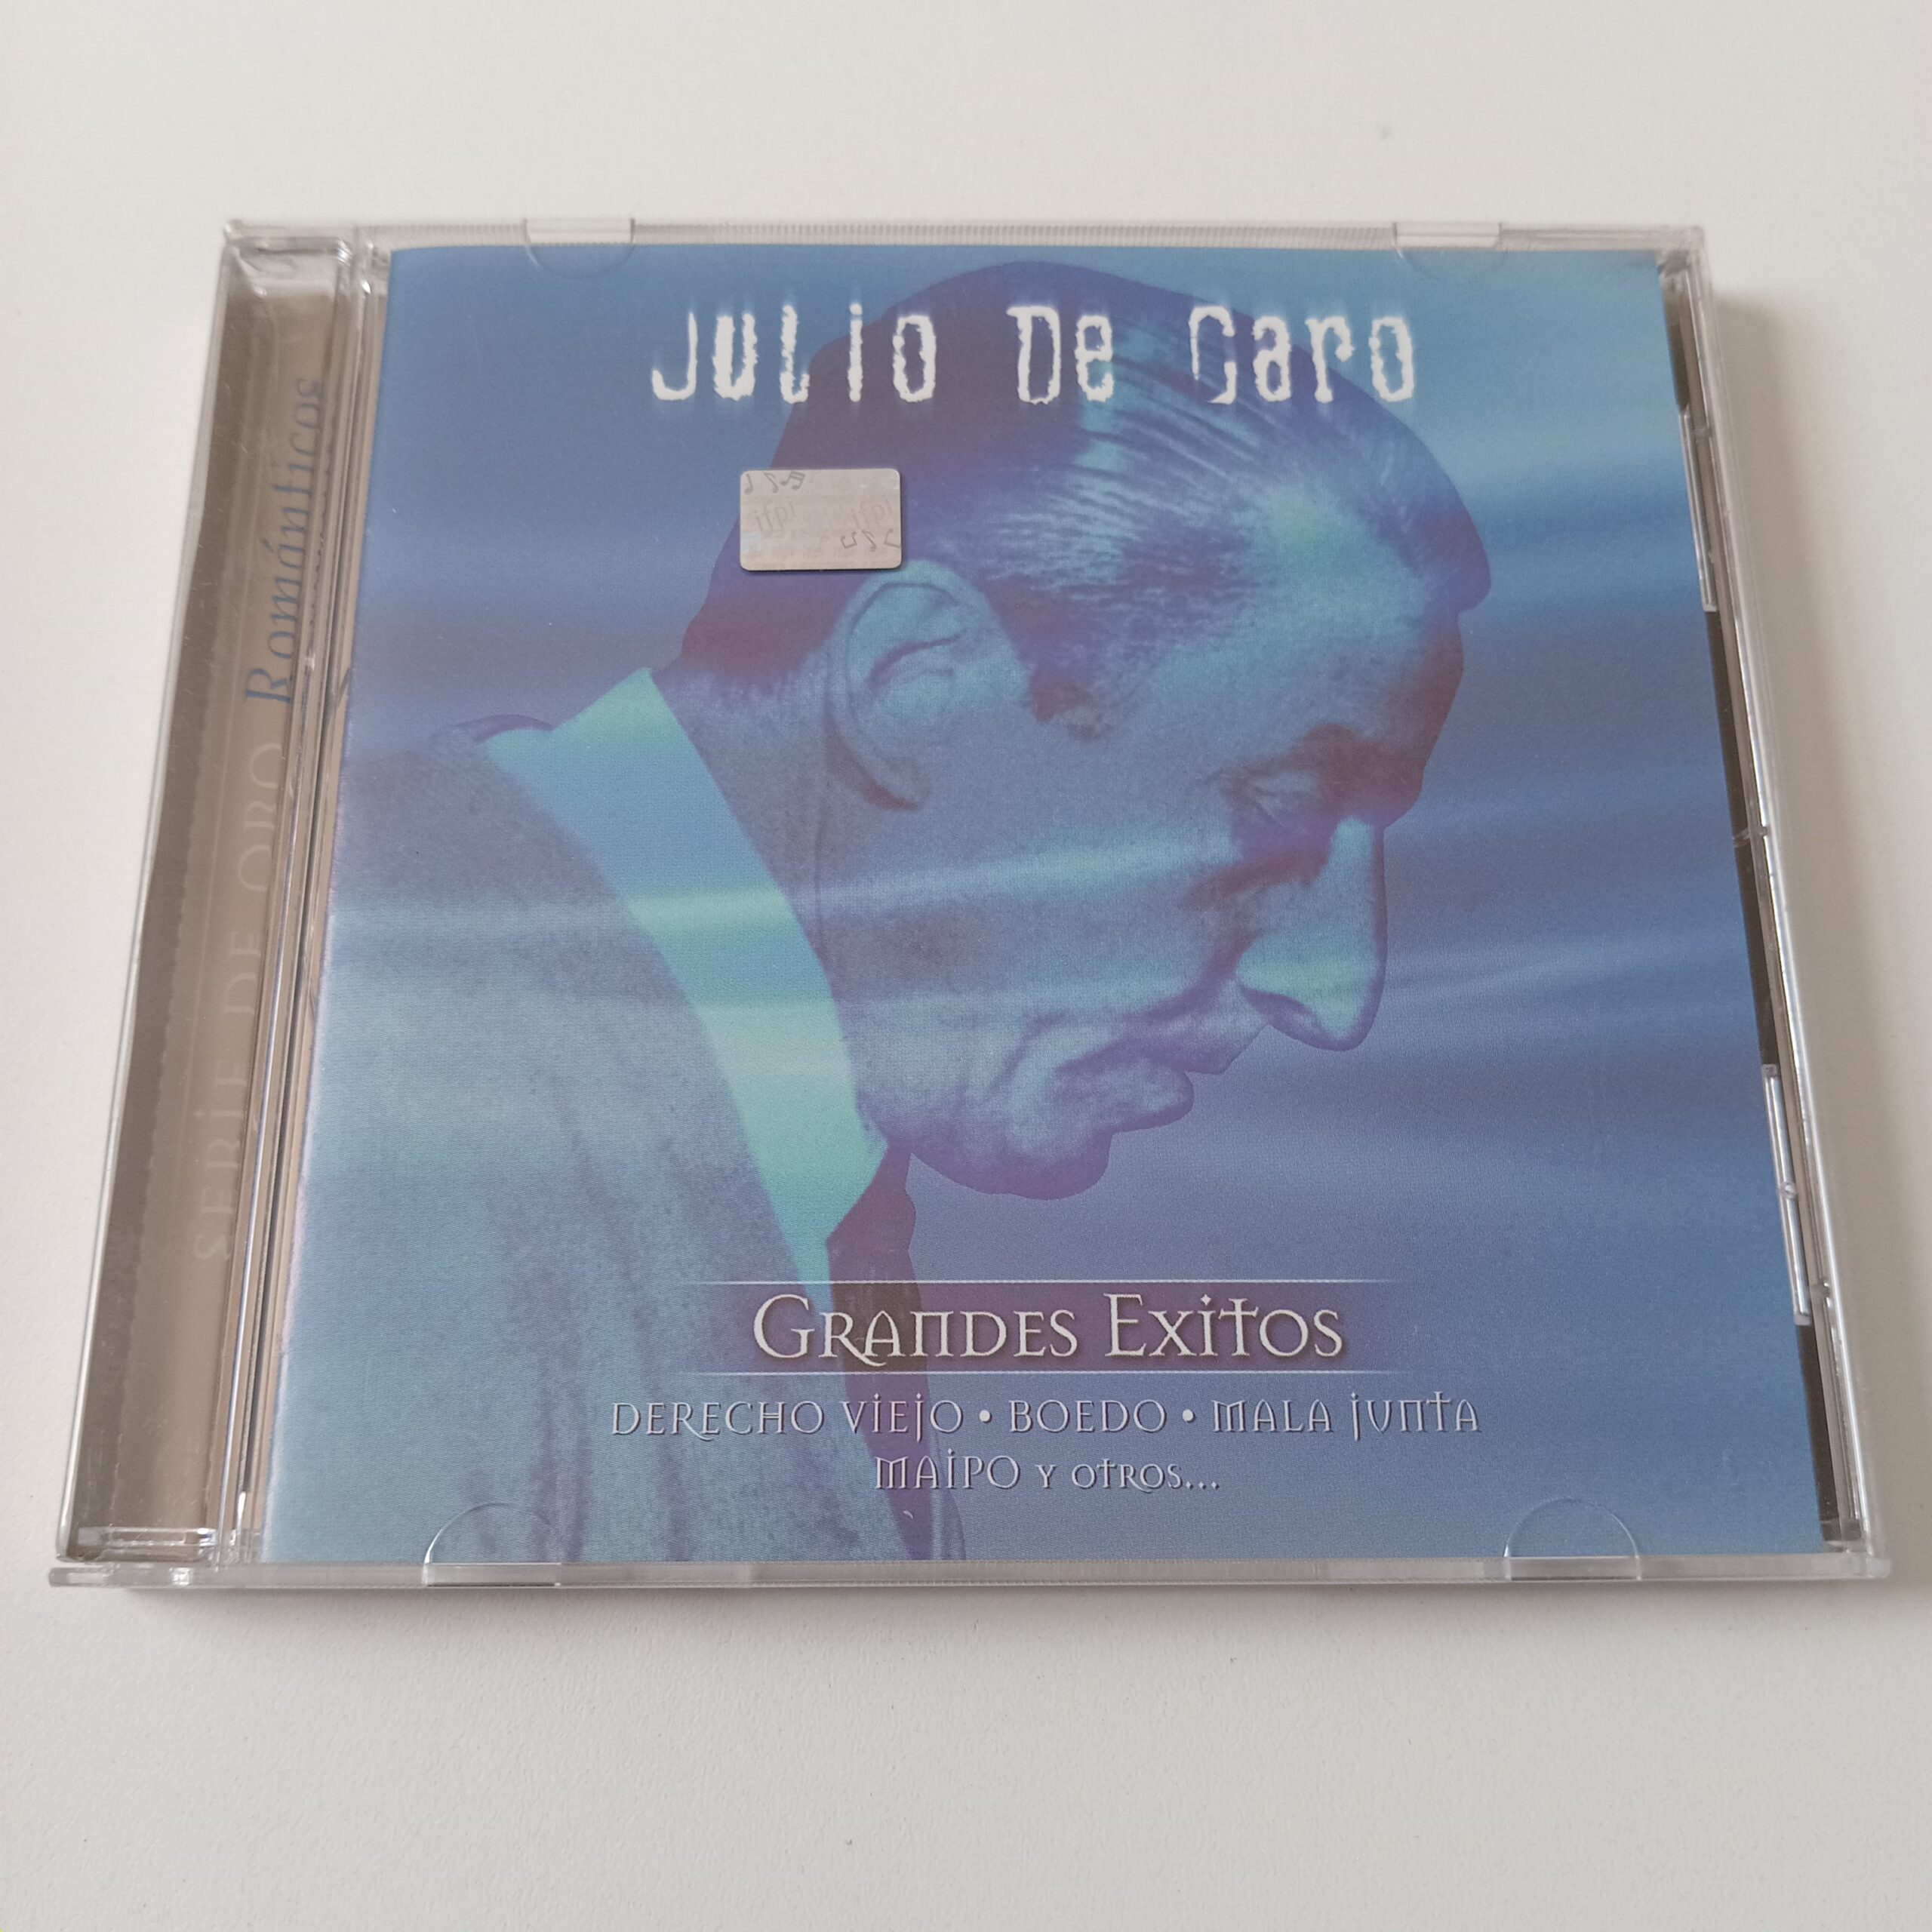 Julio De Caro
SERIE DE ORO Románticos
GRANDES EXITOS
DERECHO VIEJO • BOEDO • MALA JUNTA
MAIPO Y OTROS...